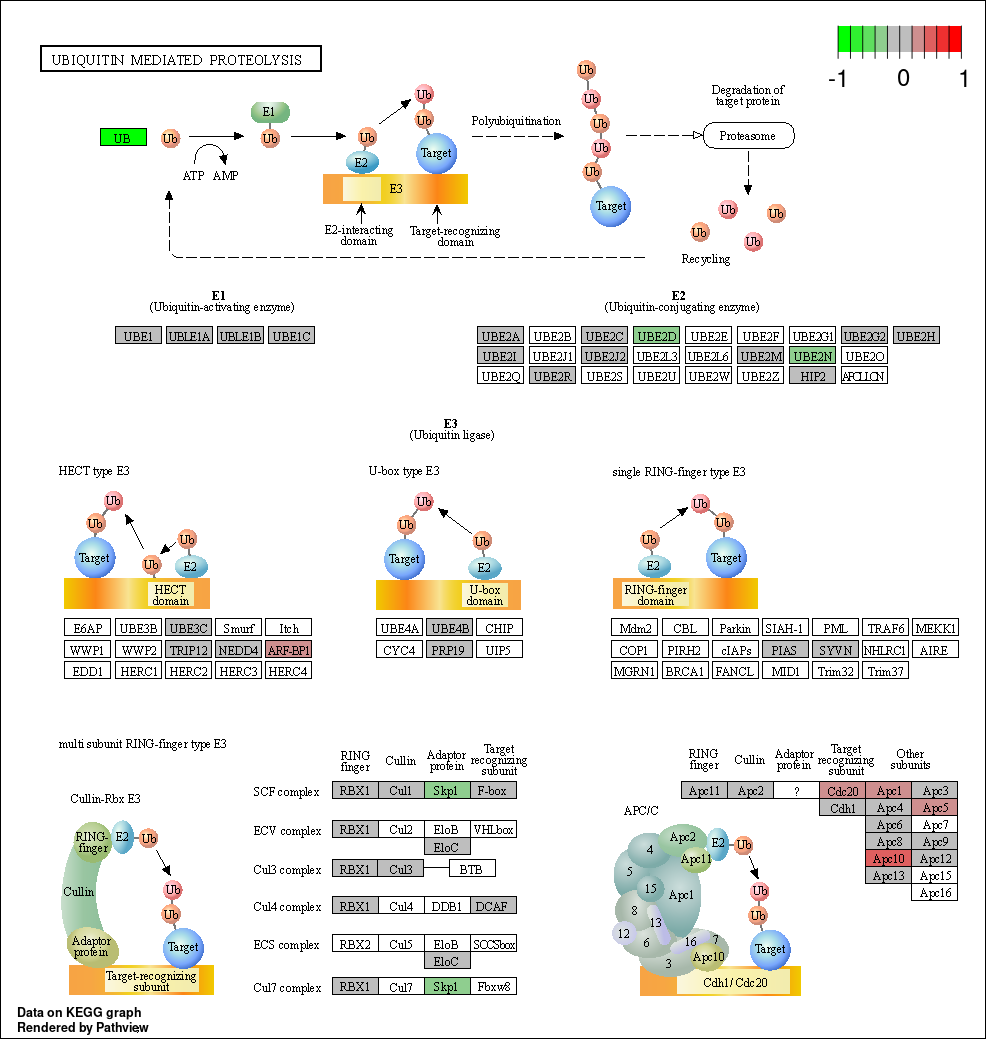 UBIQUITIN MEDIATED PROTEOLYSIS
-1 0 1
UB
Ub
E1
Ub
ATP AMP
Ub
E2
E3
Ub
Ub
Target
E2-interacting
domain
Target-recognizing
domain
Polyubiquitination
Ub
Ub
Ub
Ub
Ub
Target
Degradation of
target protein
Proteasome
Ub
Ub
Ub
Ub
Recycling
E1
(Ubiquitin-activating enzyme)
UBE1 UBLE1A UBLE1B UBE1C
E2
(Ubiquitin-conjugating enzyme)
UBE2A UBE2B UBE2C UBE2D UBE2E UBE2F UBE2G1 UBE2G2 UBE2H
UBE2I UBE2J1 UBE2J2 UBE2L3 UBE2L6 UBE2M UBE2N UBE2O
UBE2Q UBE2R UBE2S UBE2U UBE2W UBE2Z HIP2 AFCLLCN
E3
(Ubiquitin ligase)
HECT type E3
Ub
Ub
Target
Ub
Ub
E2
HECT
domain
E6AP UBE3B UBE3C Smurf Itch
WWP1 WWP2 TRIP12 NEDD4 ARF-BP1
EDD1 HERC1 HERC2 HERC3 HERC4
U-box type E3
Ub
Ub
Target
Ub
E2
U-box
domain
UBE4A UBE4B CHIP
CYC4 PRP19 UIP5
single RING-finger type E3
Ub
E2
Ub
Ub
Target
RING-finger
domain
Mdm2 CBL Parkin SIAH-1 PML TRAF6 MEKK1
COP1 PIRH2 cIAPs PIAS SYVN NHLRC1 AIRE
MGRN1 BRCA1 FANCL MID1 Trim32 Trim37
multi subunit RING-finger type E3
Cullin-Rbx E3
RING-
finger
E2
Ub
Cullin
Ub
Ub
Adaptor
protein
Target
Target-recognizing
subunit
RING
finger
Cullin
Adaptor
protein
Target
recognizing
subunit
SCF complex RBX1 Cul1 Skp1 F-box
ECV complex RBX1 Cul2 EloB VHLbox
EloC
Cul3 complex RBX1 Cul3 BTB
Cul4 complex RBX1 Cul4 DDB1 DCAF
ECS complex RBX2 Cul5 EloB SOCSbox
EloC
Cul7 complex RBX1 Cul7 Skp1 Fbxw8
RING
finger
Cullin
Adaptor
protein
Target
recognizing
subunit
Other
subunits
Apc11 Apc2 ? Cdc20 Apc1 Apc3
Cdh1 Apc4 Apc5
Apc6 Apc7
Apc8 Apc9
Apc10 Apc12
Apc13 Apc15
Apc16
APC/C
Apc2
E2
Ub
4
Apc11
5
15
Apc1
8
13
12
6
16
7
3
Apc10
Ub
Ub
Target
Cdh1/Cdc20
Data on KEGG graph
Rendered by Pathview